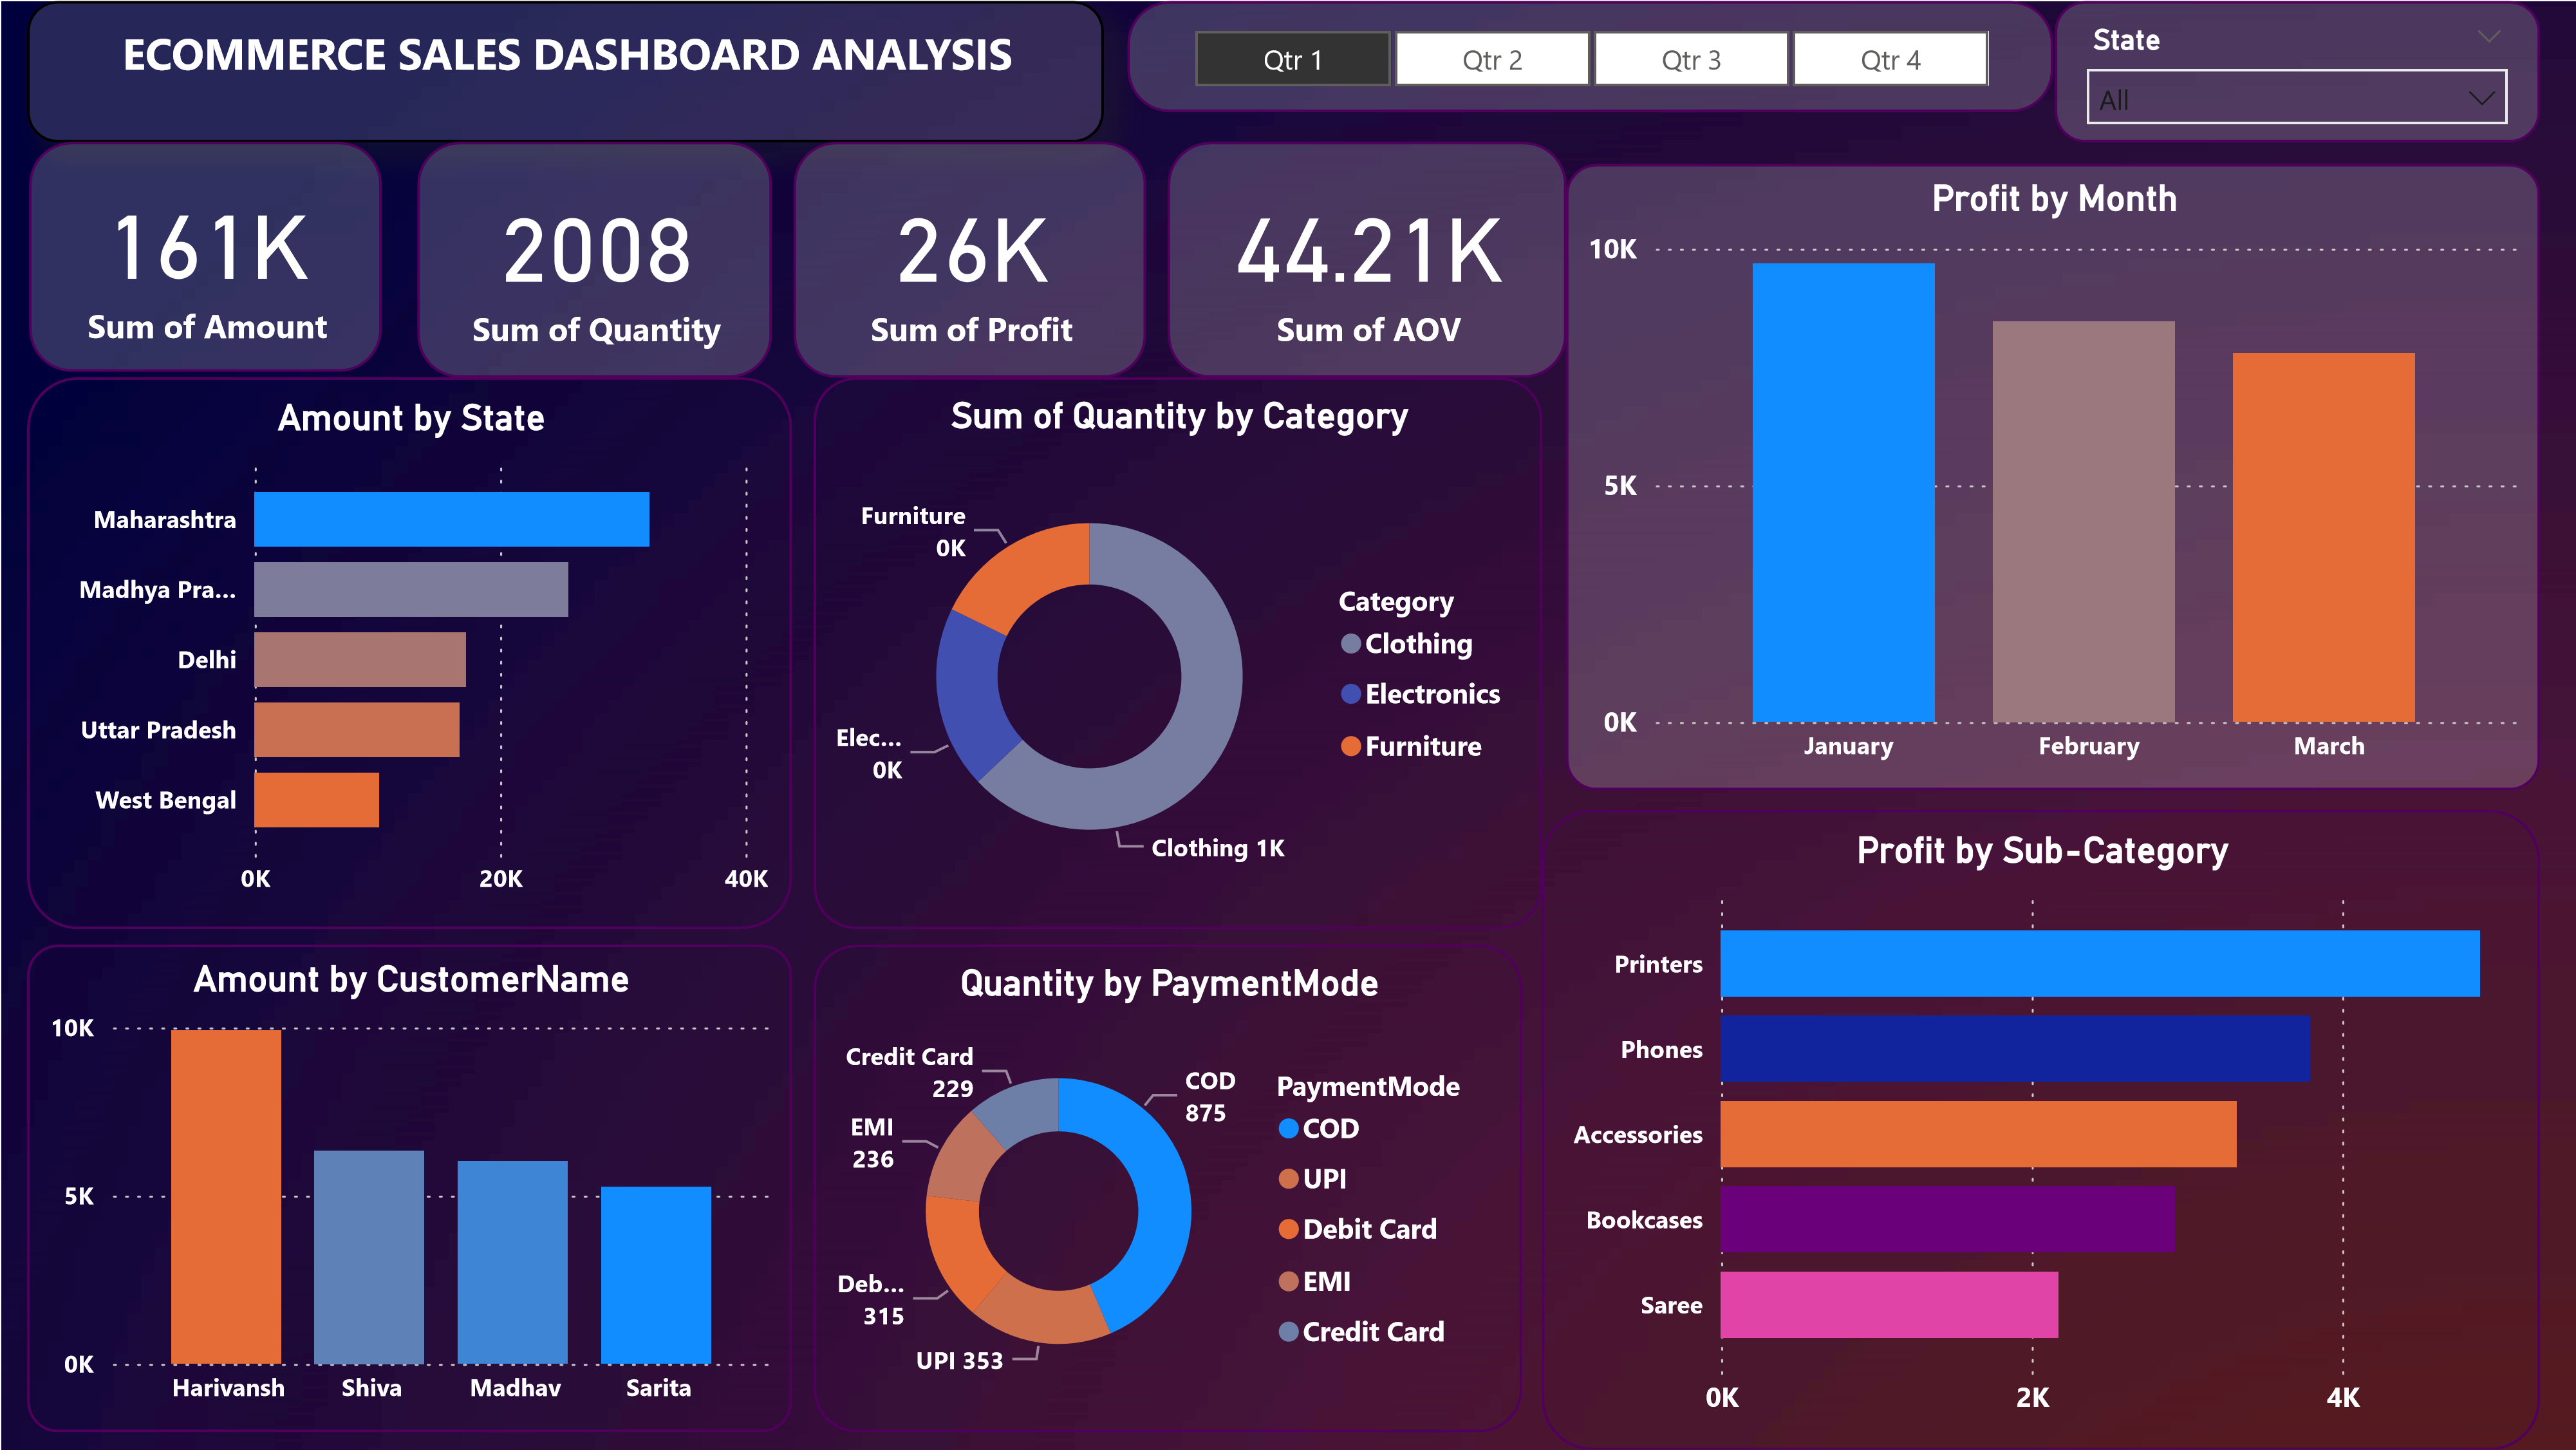 ECOMMERCE SALES DASHBOARD ANALYSIS
Qtr 1
Qtr 2
Qtr 3
Qtr 4
State
All
161K
Sum of Amount
2008
Sum of Quantity
26K
Sum of Profit
44.21K
Sum of AOV
Profit by Month
10K
5K
0K
January
February
March
Amount by State
Maharashtra
Madhya Pra...
Delhi
Uttar Pradesh
West Bengal
0K
20K
40K
Sum of Quantity by Category
Furniture
0K
Elec...
0K
Clothing 1K
Category
Clothing
Electronics
Furniture
Profit by Sub-Category
Printers
Phones
Accessories
Bookcases
Saree
0K
2K
4K
Amount by CustomerName
10K
5K
0K
Harivansh
Shiva
Madhav
Sarita
Quantity by PaymentMode
Credit Card
229
EMI
236
Deb...
315
UPI 353
COD
875
PaymentMode
COD
UPI
Debit Card
EMI
Credit Card